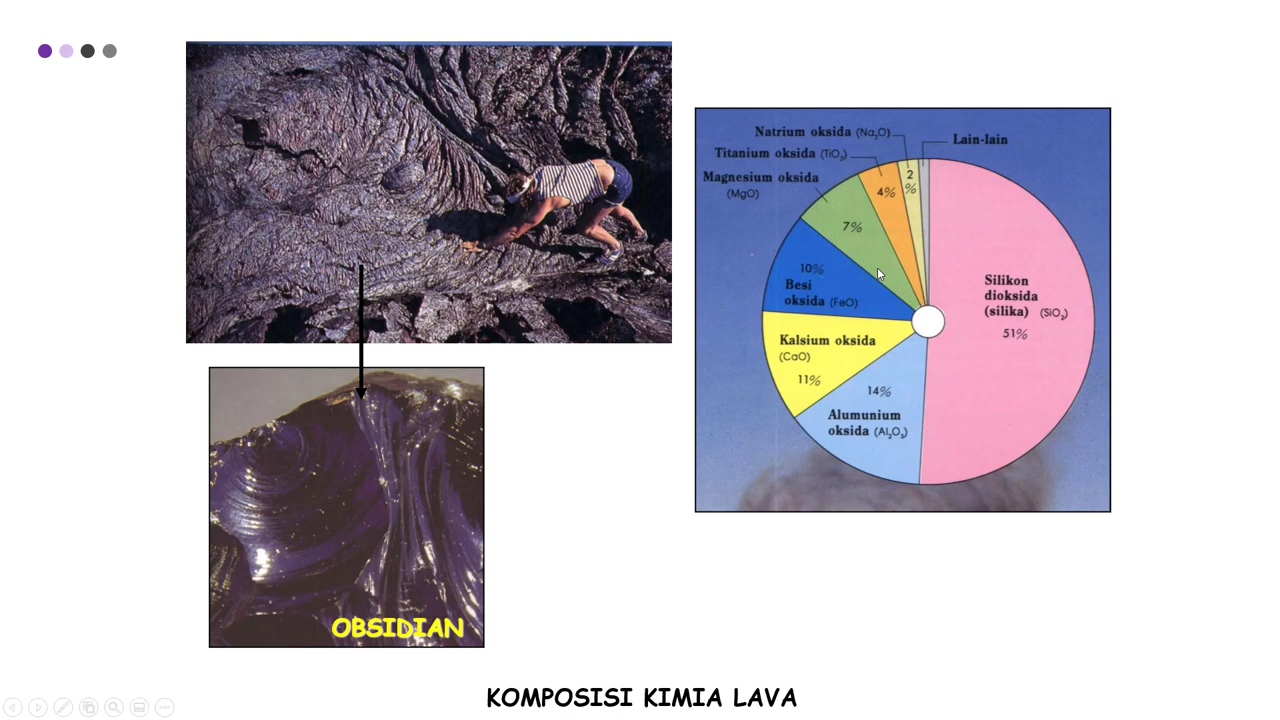 Natrium oksida (Na₂O)
Lain-lain
Titanium oksida (TiO₂)
Magnesium oksida
(MgO)
2
%
4%
7%
10%
Besi
oksida (FeO)
Silikon
dioksida
(silika) (SiO₂)
51%
Kalsium oksida
(CaO)
11%
14%
Alumunium
oksida (Al₂O₃)
OBSIDIAN
KOMPOSISI KIMIA LAVA